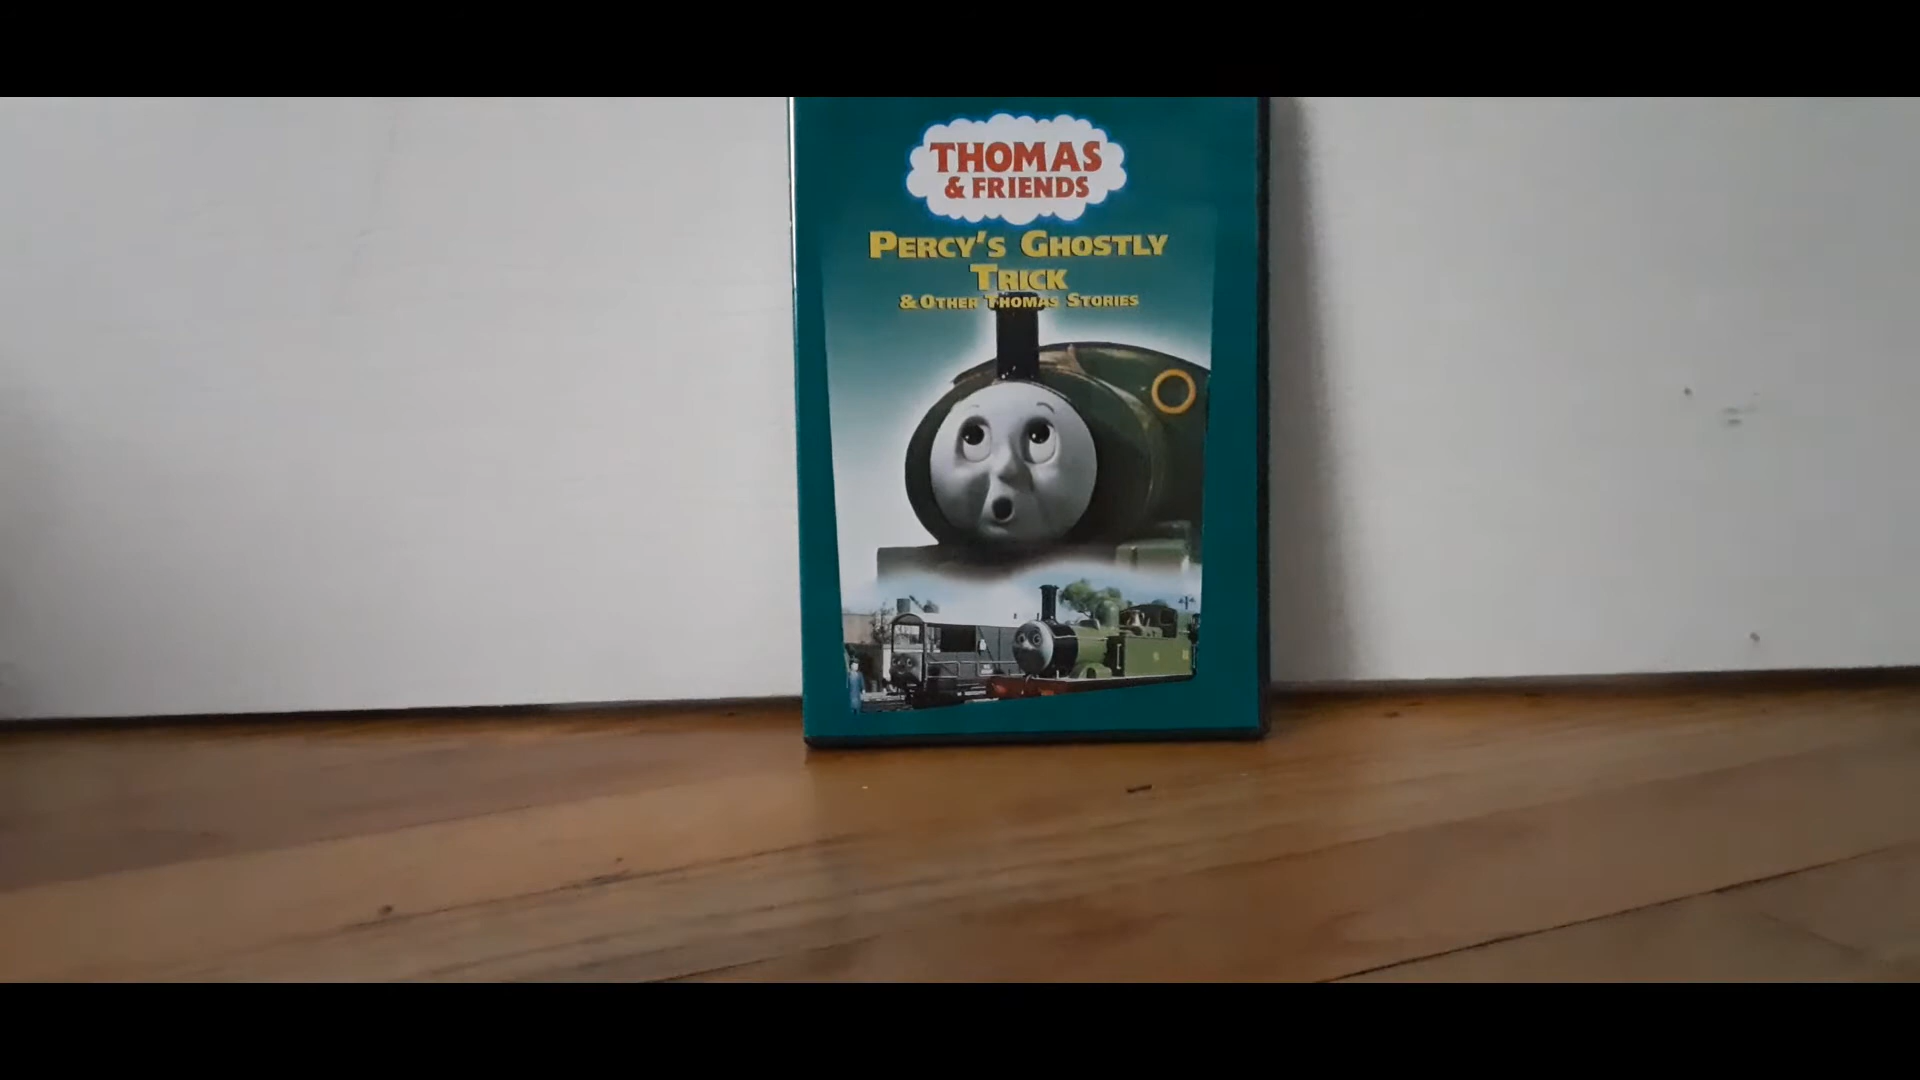 THOMAS
& FRIENDS
PERCY'S GHOSTLY
TRICK
& OTHER THOMAS STORIES